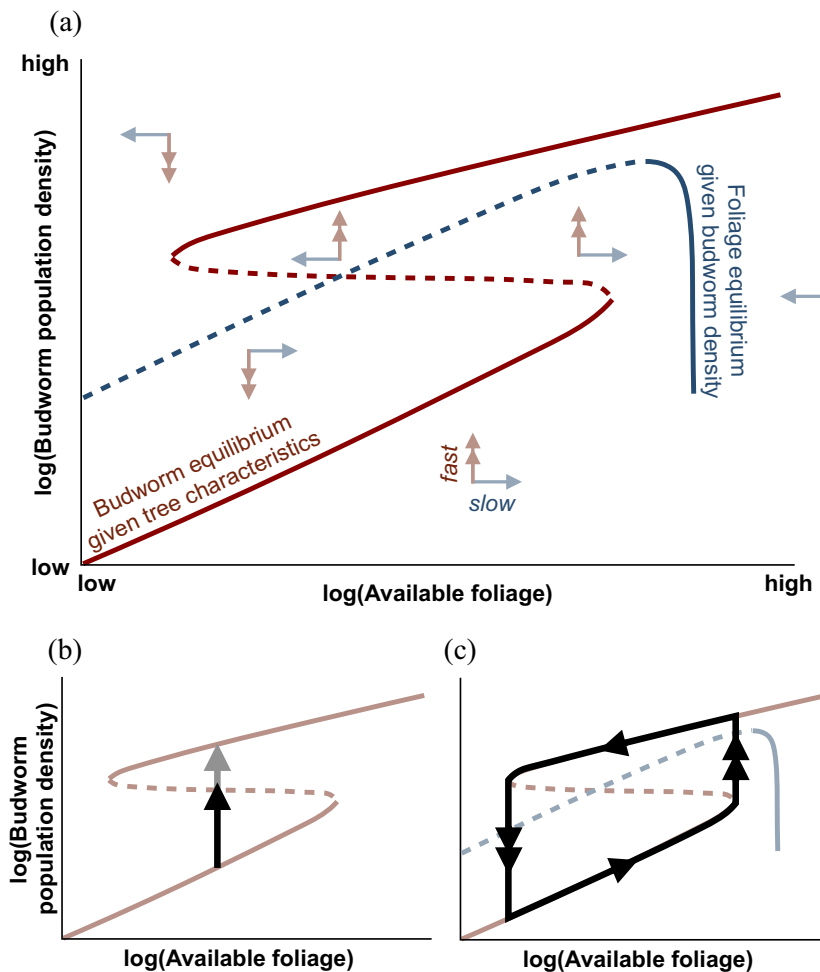 (a)
high
log(Budworm population density)
Foliage equilibrium
given budworm density
Budworm equilibrium
given tree characteristics
fast
slow
low
low
log(Available foliage)
high
(b)
(c)
log(Budworm
population density)
log(Available foliage)
log(Available foliage)